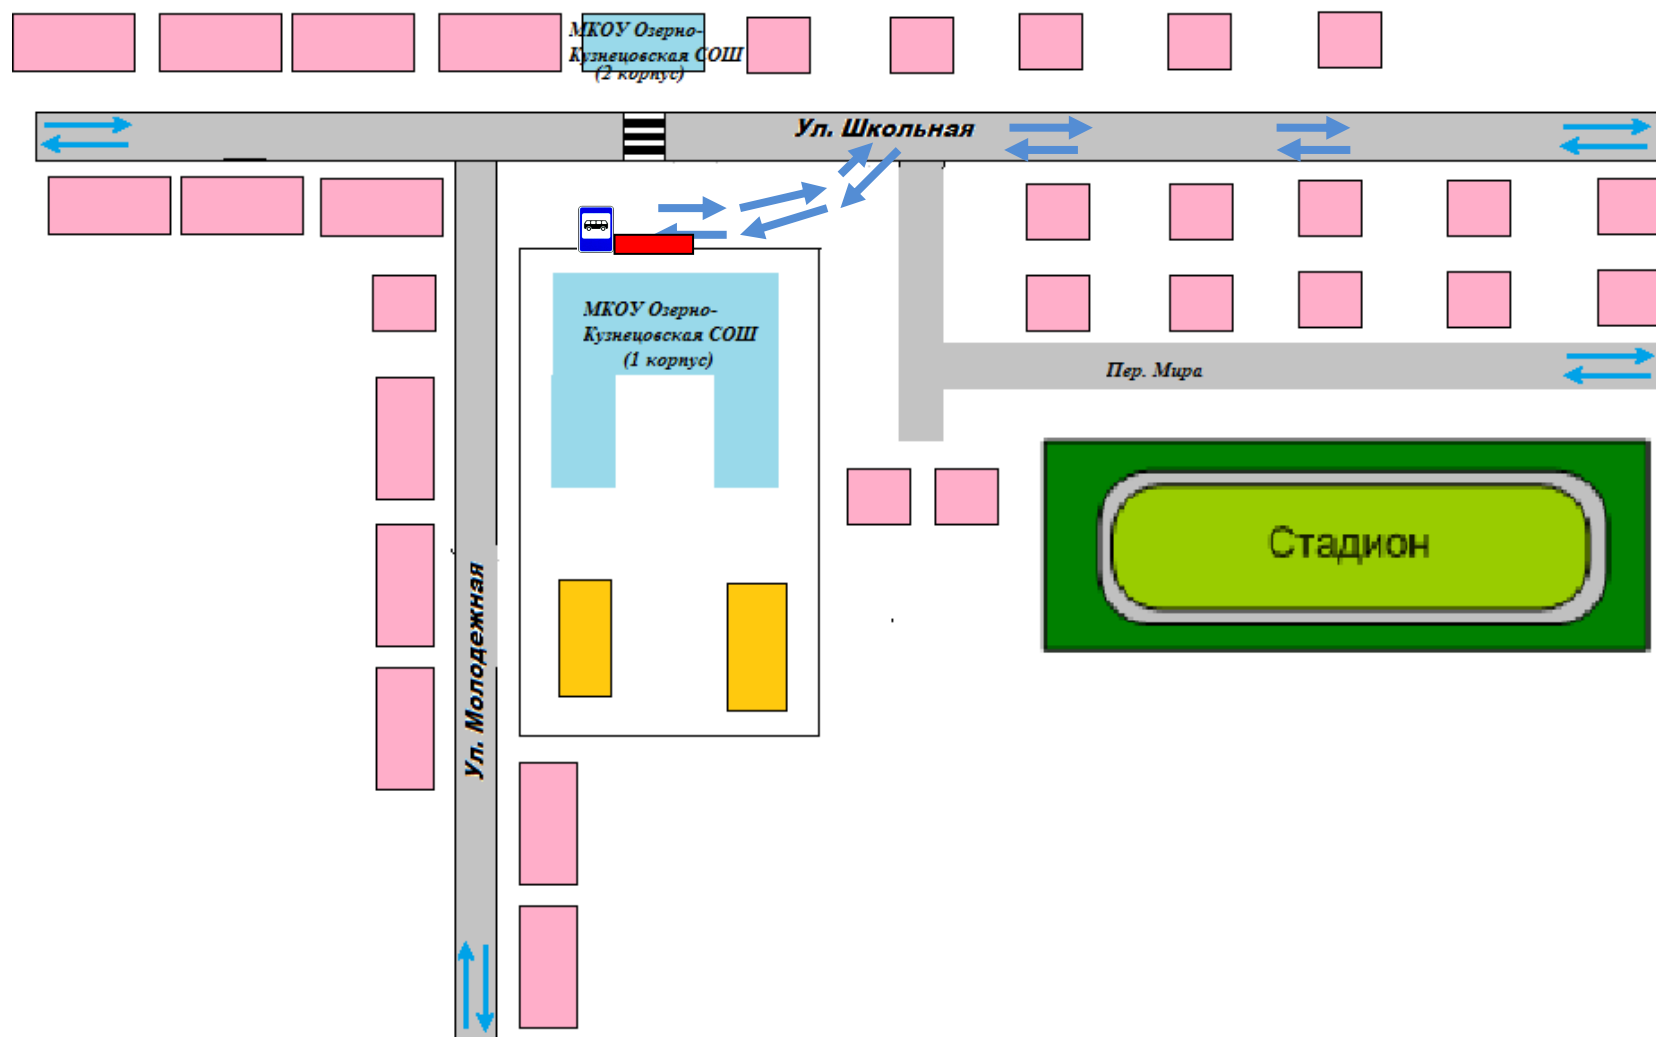 МКОУ Озерно-
Кузнецовская СОШ
(2 корпус)
Ул. Школьная
МКОУ Озерно-
Кузнецовская СОШ
(1 корпус)
Пер. Мира
Стадион
Ул. Молодежная